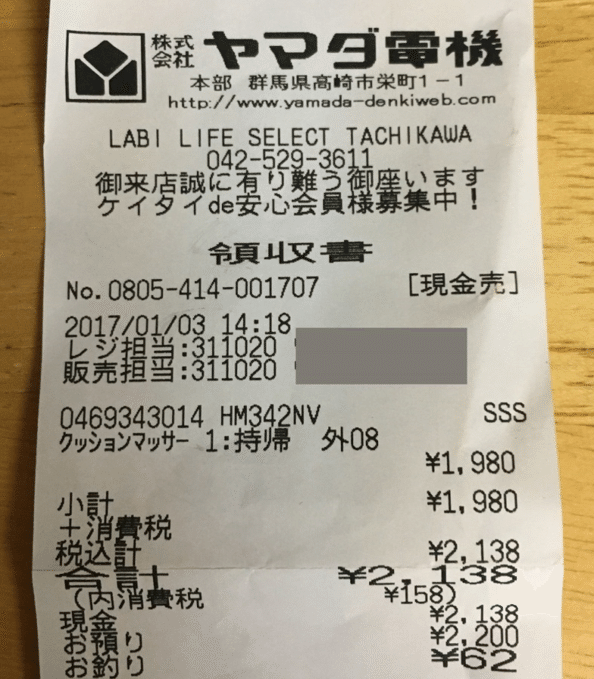 株式会社 ヤマダ電機
本部 群馬県高崎市栄町1-1
http://www.yamada-denkiweb.com
LABI LIFE SELECT TACHIKAWA
042-529-3611
御来店誠に有り難う御座います
ケイタイde安心会員様募集中!
領収書
No.0805-414-001707 [現金売]
2017/01/03 14:18
レジ担当:311020
販売担当:311020
0469343014 HM342NV SSS
クッションマッサー 1:持帰 外08
¥1,980
小計 ¥1,980
+消費税
税込計 ¥2,138
合計 ¥2,138
(内消費税 ¥158)
現金 ¥2,138
お預り ¥2,200
お釣り ¥62